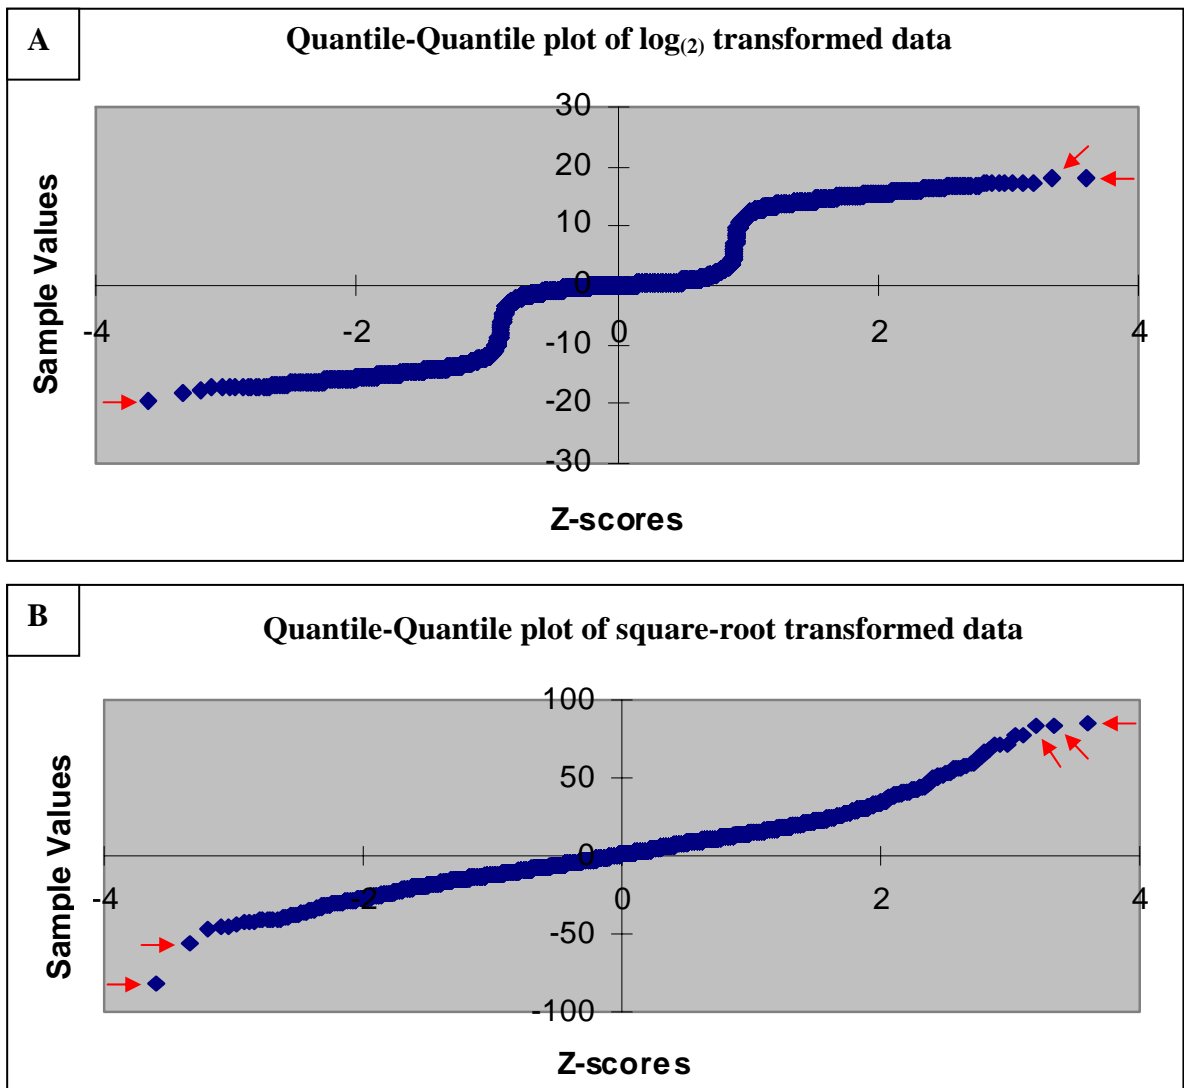 A
Quantile-Quantile plot of log(2) transformed data
30
20
10
0
-4
-2
0
2
4
-10
-20
-30
Sample Values
Z-scores
B
Quantile-Quantile plot of square-root transformed data
100
50
0
-4
-2
0
2
4
-50
-100
Sample Values
Z-scores